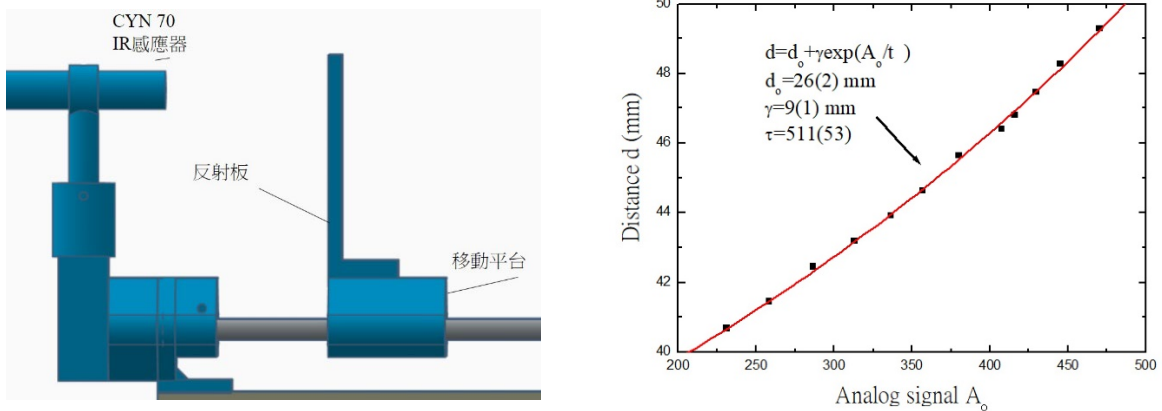 CYN 70
IR感應器
反射板
移動平台
50
48
46
44
42
40
Distance d (mm)
d=dₒ+γexp(Aₒ/t )
dₒ=26(2) mm
γ=9(1) mm
τ=511(53)
200 250 300 350 400 450 500
Analog signal Aₒ